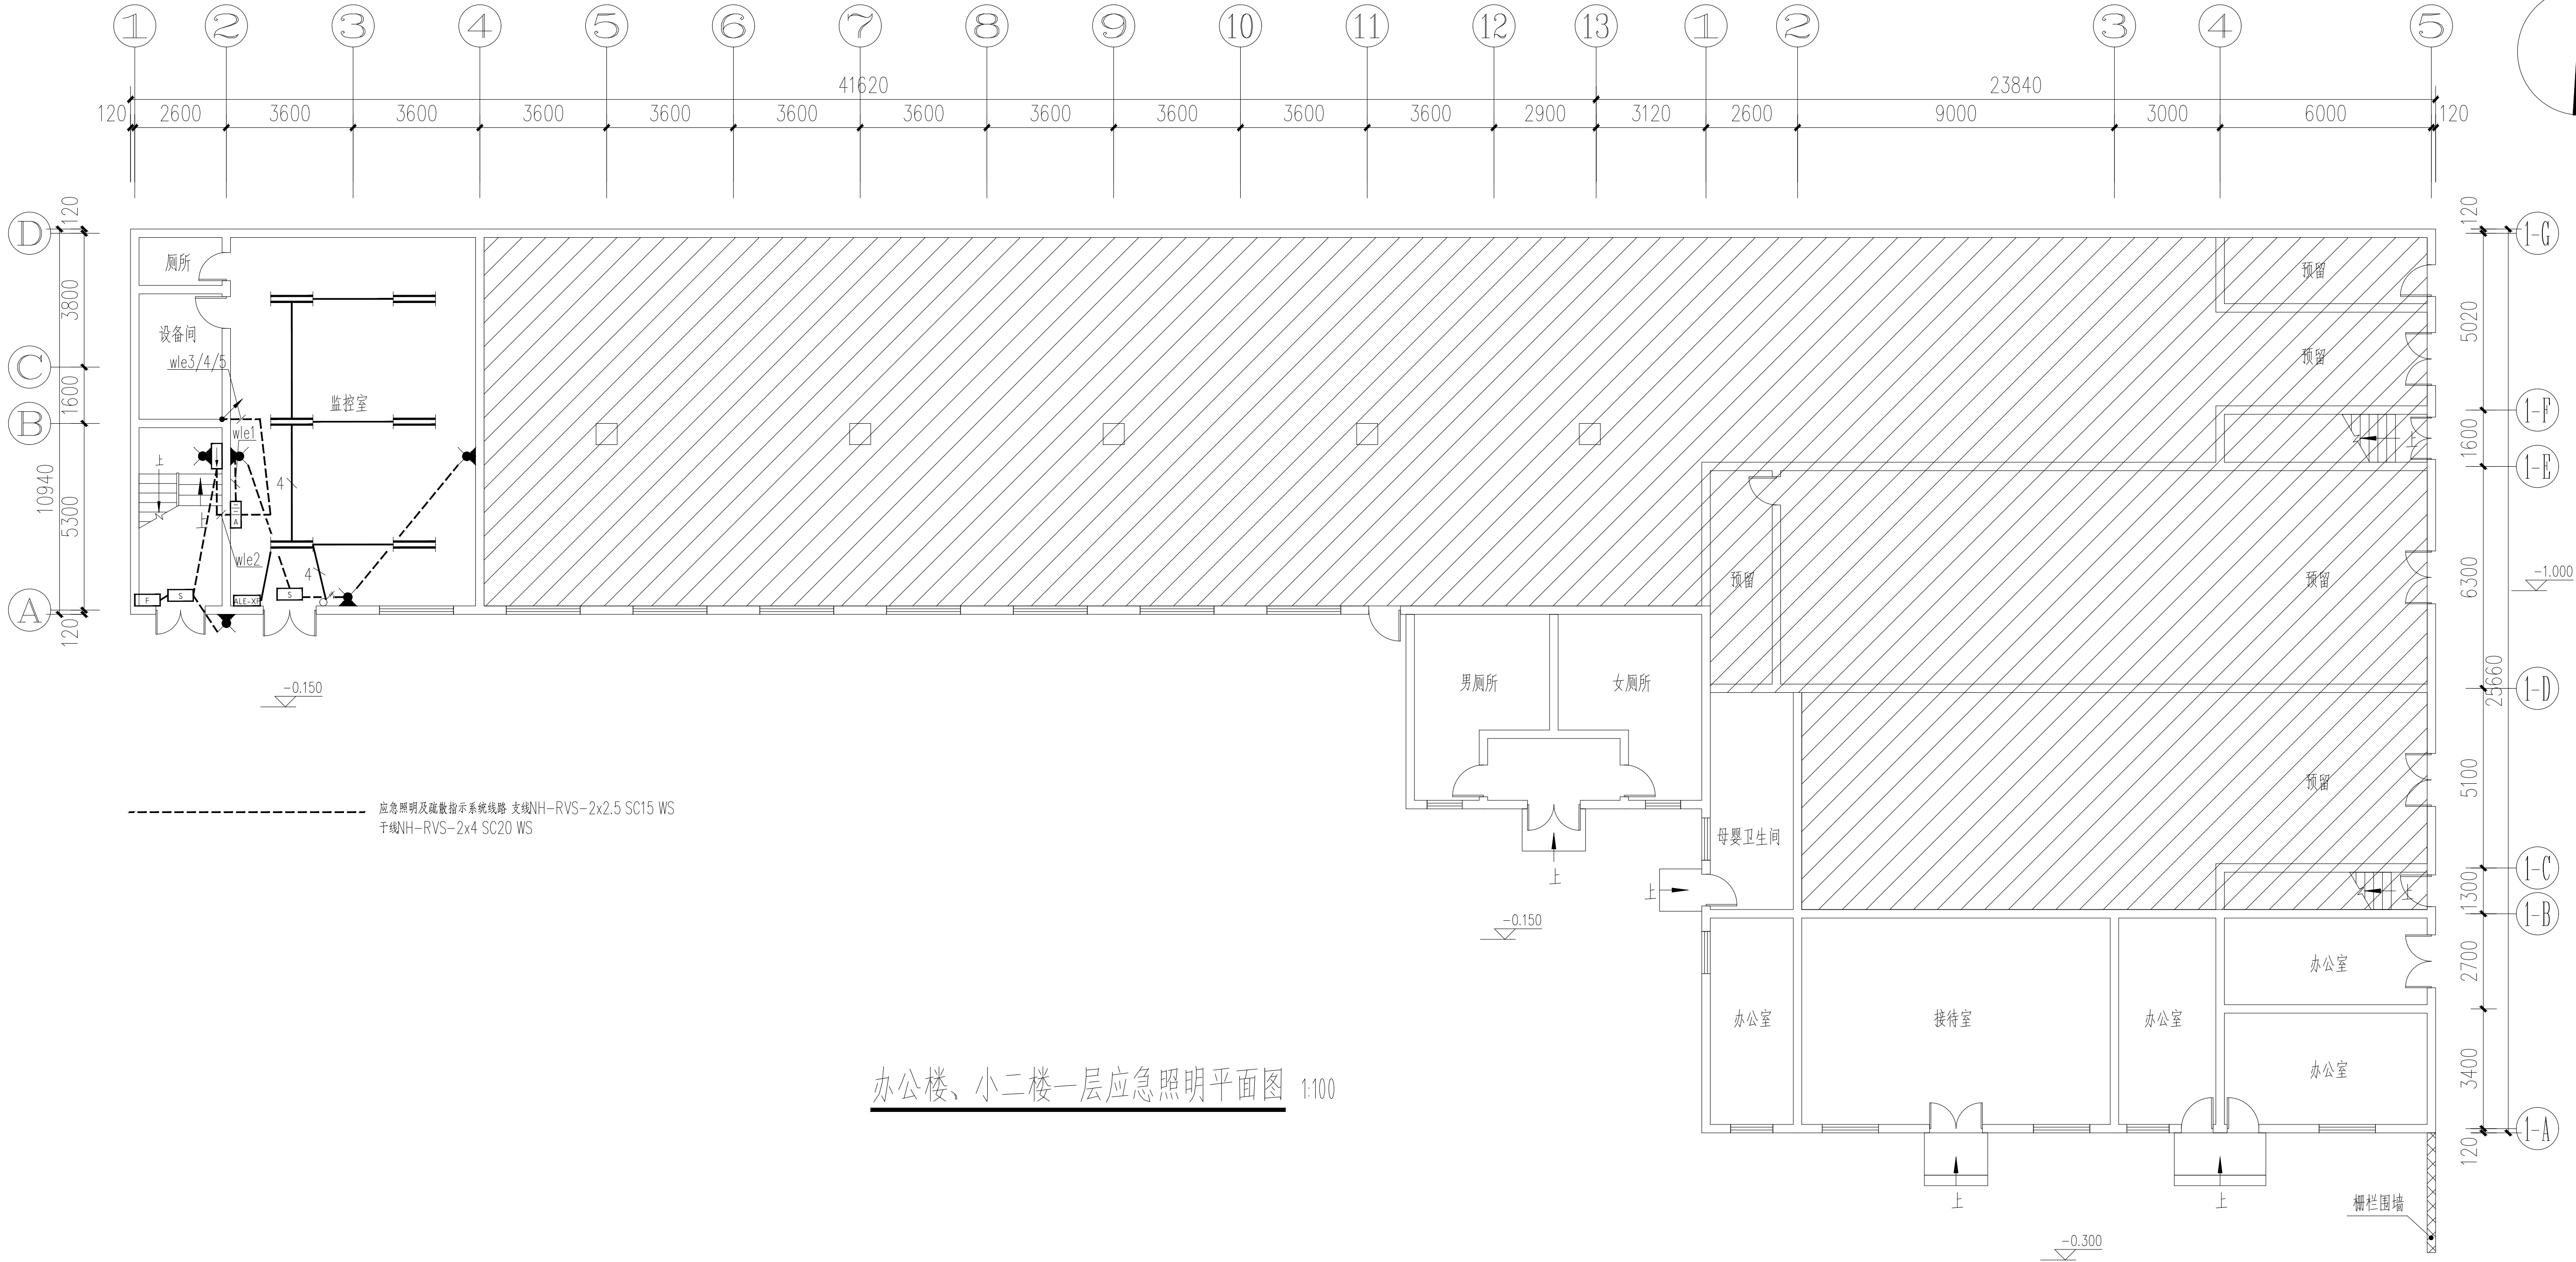 1 2 3 4 5 6 7 8 9 10 11 12 13 1 2 3 4 5
41620 23840
120 2600 3600 3600 3600 3600 3600 3600 3600 3600 3600 3600 2900 3120 2600 9000 3000 6000 120
D
C
B
A
120
3800
1600
5300
120
10940
1-G
1-F
1-E
1-D
1-C
1-B
1-A
120
5020
1600
6300
5100
1300
2700
3400
120
25660
厕所
设备间
wle3/4/5
监控室
wle1
上
上
4
A
wle2
4
F
S
ALE-XF
S
预留
预留
上
预留
预留
预留
上
-1.000
-0.150
男厕所
女厕所
母婴卫生间
上
上
-0.150
应急照明及疏散指示系统线路 支线NH-RVS-2x2.5 SC15 WS
干线NH-RVS-2x4 SC20 WS
办公室
接待室
办公室
办公室
办公室
上
上
栅栏围墙
-0.300
办公楼、小二楼一层应急照明平面图 1:100